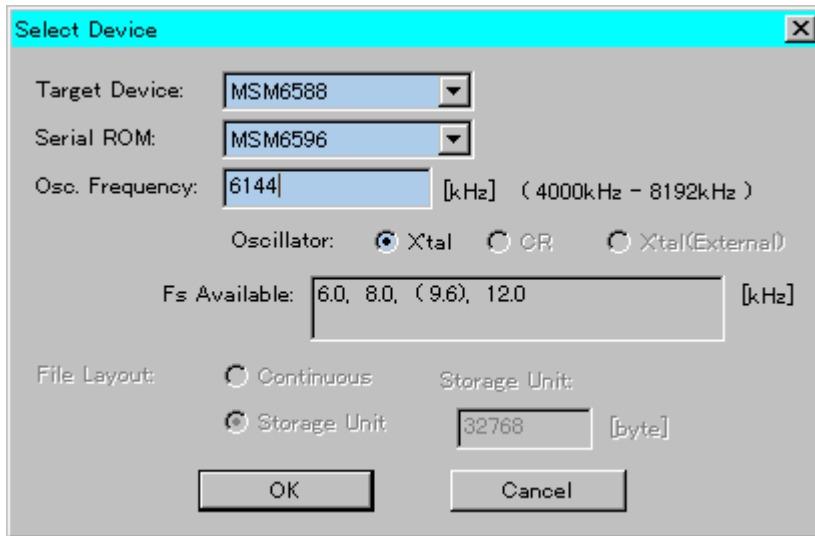 Select Device
Target Device: MSM6588
Serial ROM: MSM6596
Osc. Frequency: 6144 [kHz] ( 4000kHz - 8192kHz )
Oscillator: X'tal CR X'tal(External)
Fs Available: 6.0, 8.0, ( 9.6), 12.0 [kHz]
File Layout: Continuous Storage Unit:
Storage Unit 32768 [byte]
OK Cancel